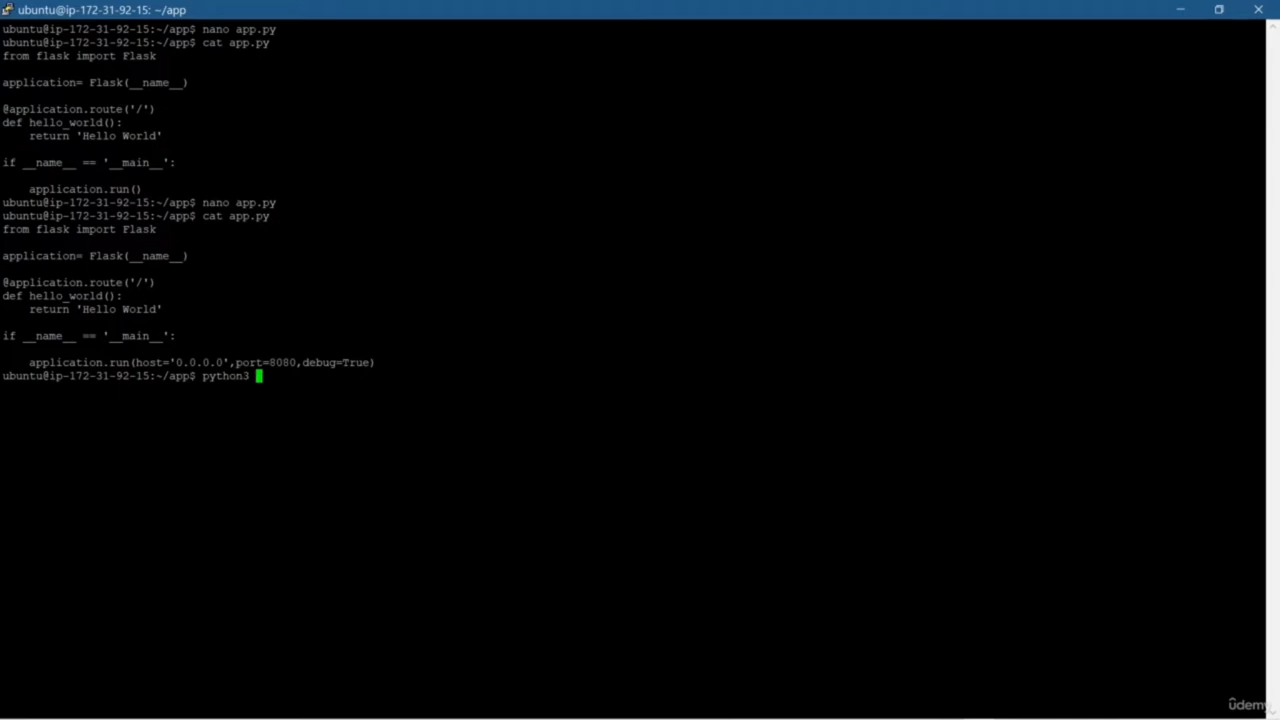 ubuntu@ip-172-31-92-15: ~/app
ubuntu@ip-172-31-92-15:~/app$ nano app.py
ubuntu@ip-172-31-92-15:~/app$ cat app.py
from flask import Flask
application= Flask(__name__)
@application.route('/')
def hello_world():
    return 'Hello World'
if __name__ == '__main__':
    application.run()
ubuntu@ip-172-31-92-15:~/app$ nano app.py
ubuntu@ip-172-31-92-15:~/app$ cat app.py
from flask import Flask
application= Flask(__name__)
@application.route('/')
def hello_world():
    return 'Hello World'
if __name__ == '__main__':
    application.run(host='0.0.0.0',port=8080,debug=True)
ubuntu@ip-172-31-92-15:~/app$ python3
udemy